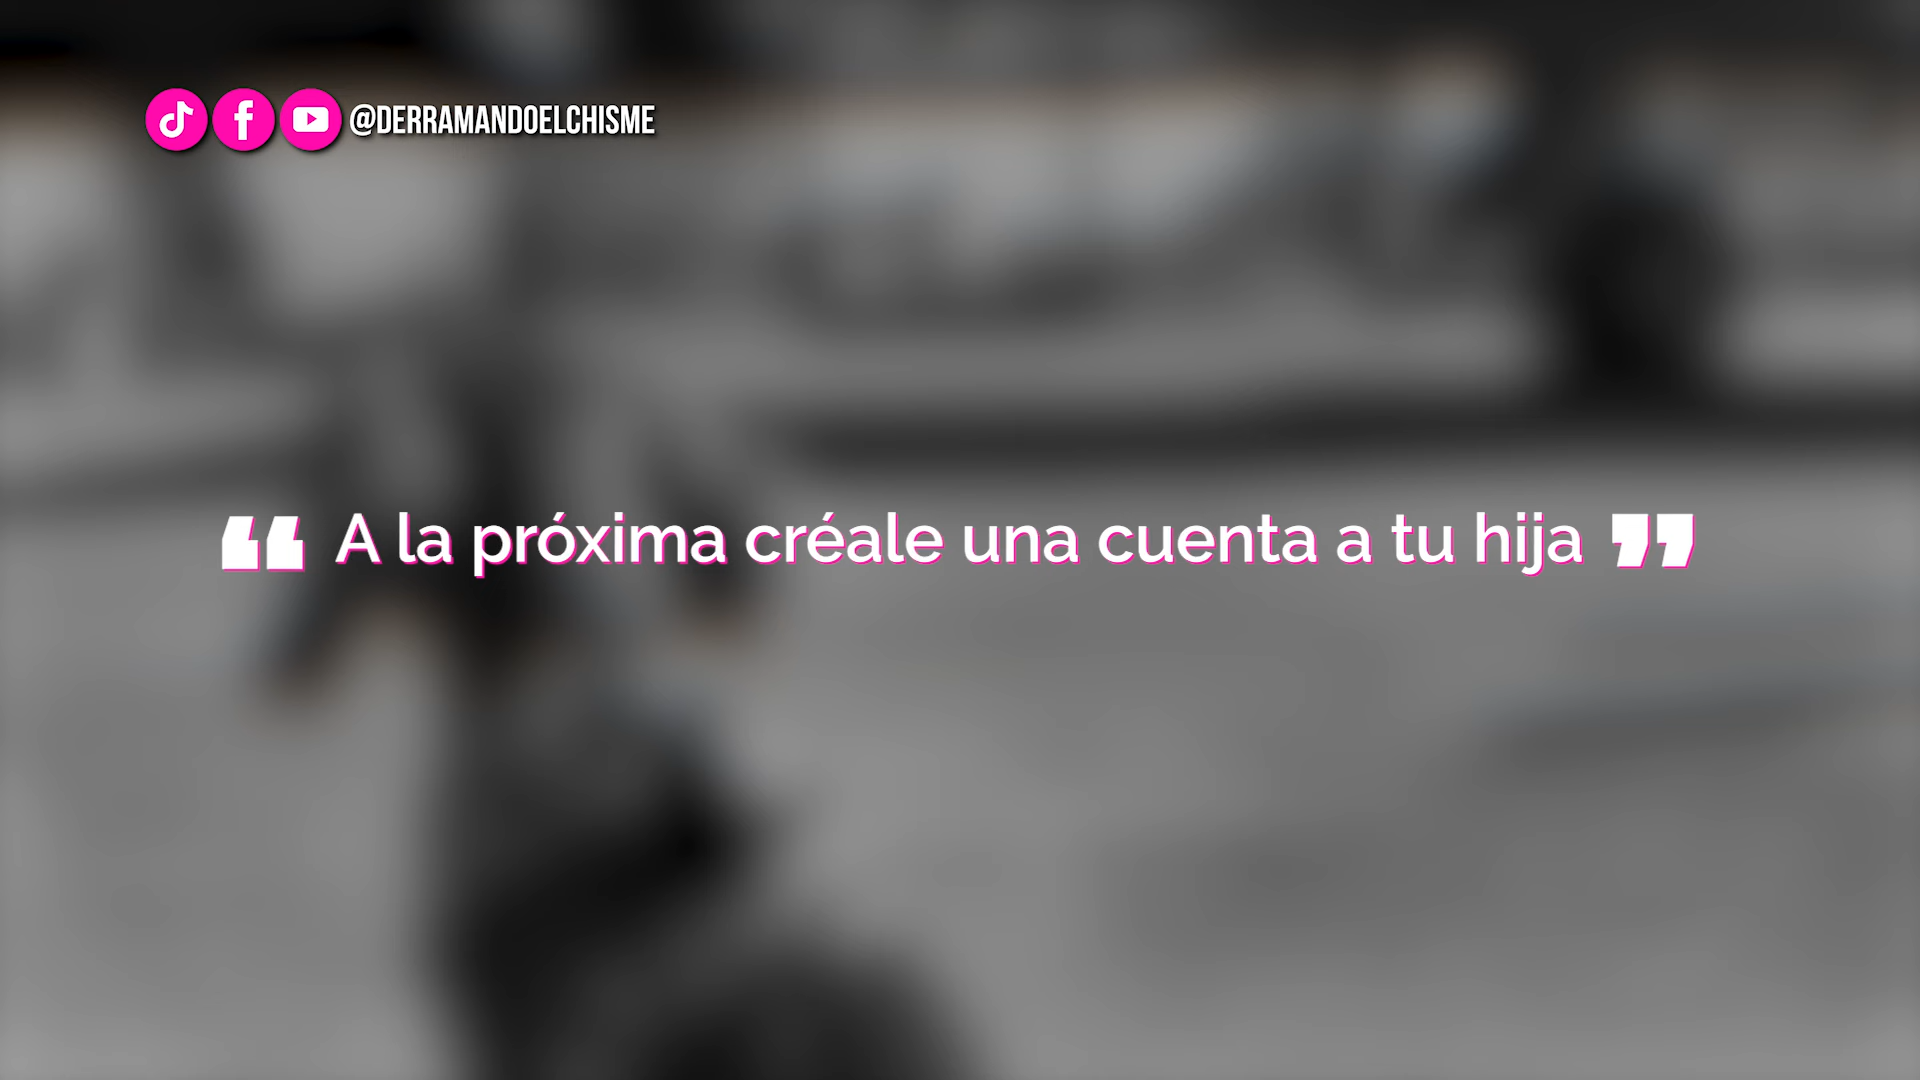 @DERRAMANDOELCHISME
“ A la próxima créale una cuenta a tu hija ”